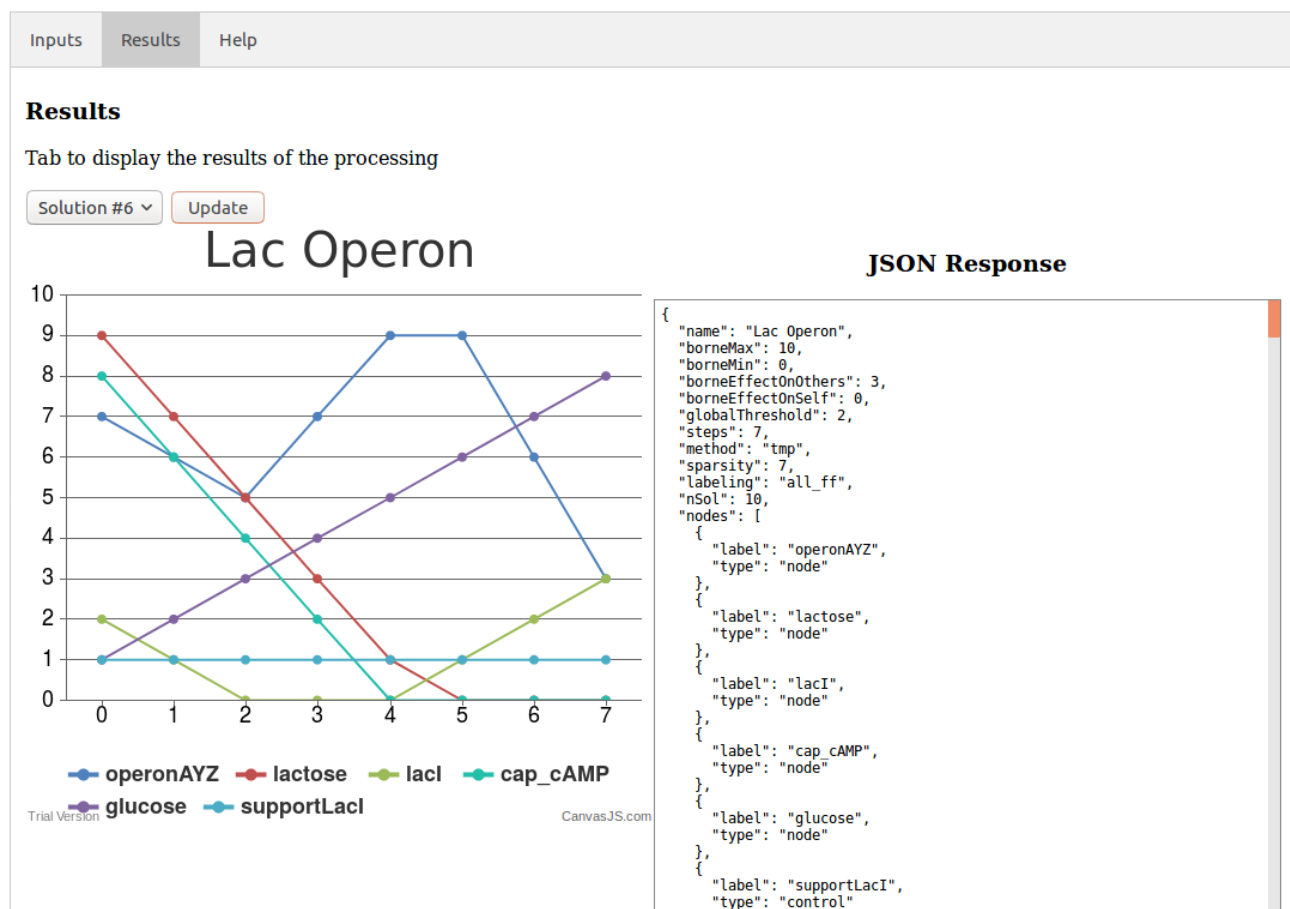 Inputs Results Help
Results
Tab to display the results of the processing
Solution #6 Update
Lac Operon
10
9
8
7
6
5
4
3
2
1
0
0 1 2 3 4 5 6 7
operonAYZ lactose lacI cap_cAMP
glucose supportLacI
Trial Version CanvasJS.com
JSON Response
{
"name": "Lac Operon",
"borneMax": 10,
"borneMin": 0,
"borneEffectOnOthers": 3,
"borneEffectOnSelf": 0,
"globalThreshold": 2,
"steps": 7,
"method": "tmp",
"sparsity": 7,
"labeling": "all_ff",
"nSol": 10,
"nodes": [
{
"label": "operonAYZ",
"type": "node"
},
{
"label": "lactose",
"type": "node"
},
{
"label": "lacI",
"type": "node"
},
{
"label": "cap_cAMP",
"type": "node"
},
{
"label": "glucose",
"type": "node"
},
{
"label": "supportLacI",
"type": "control"